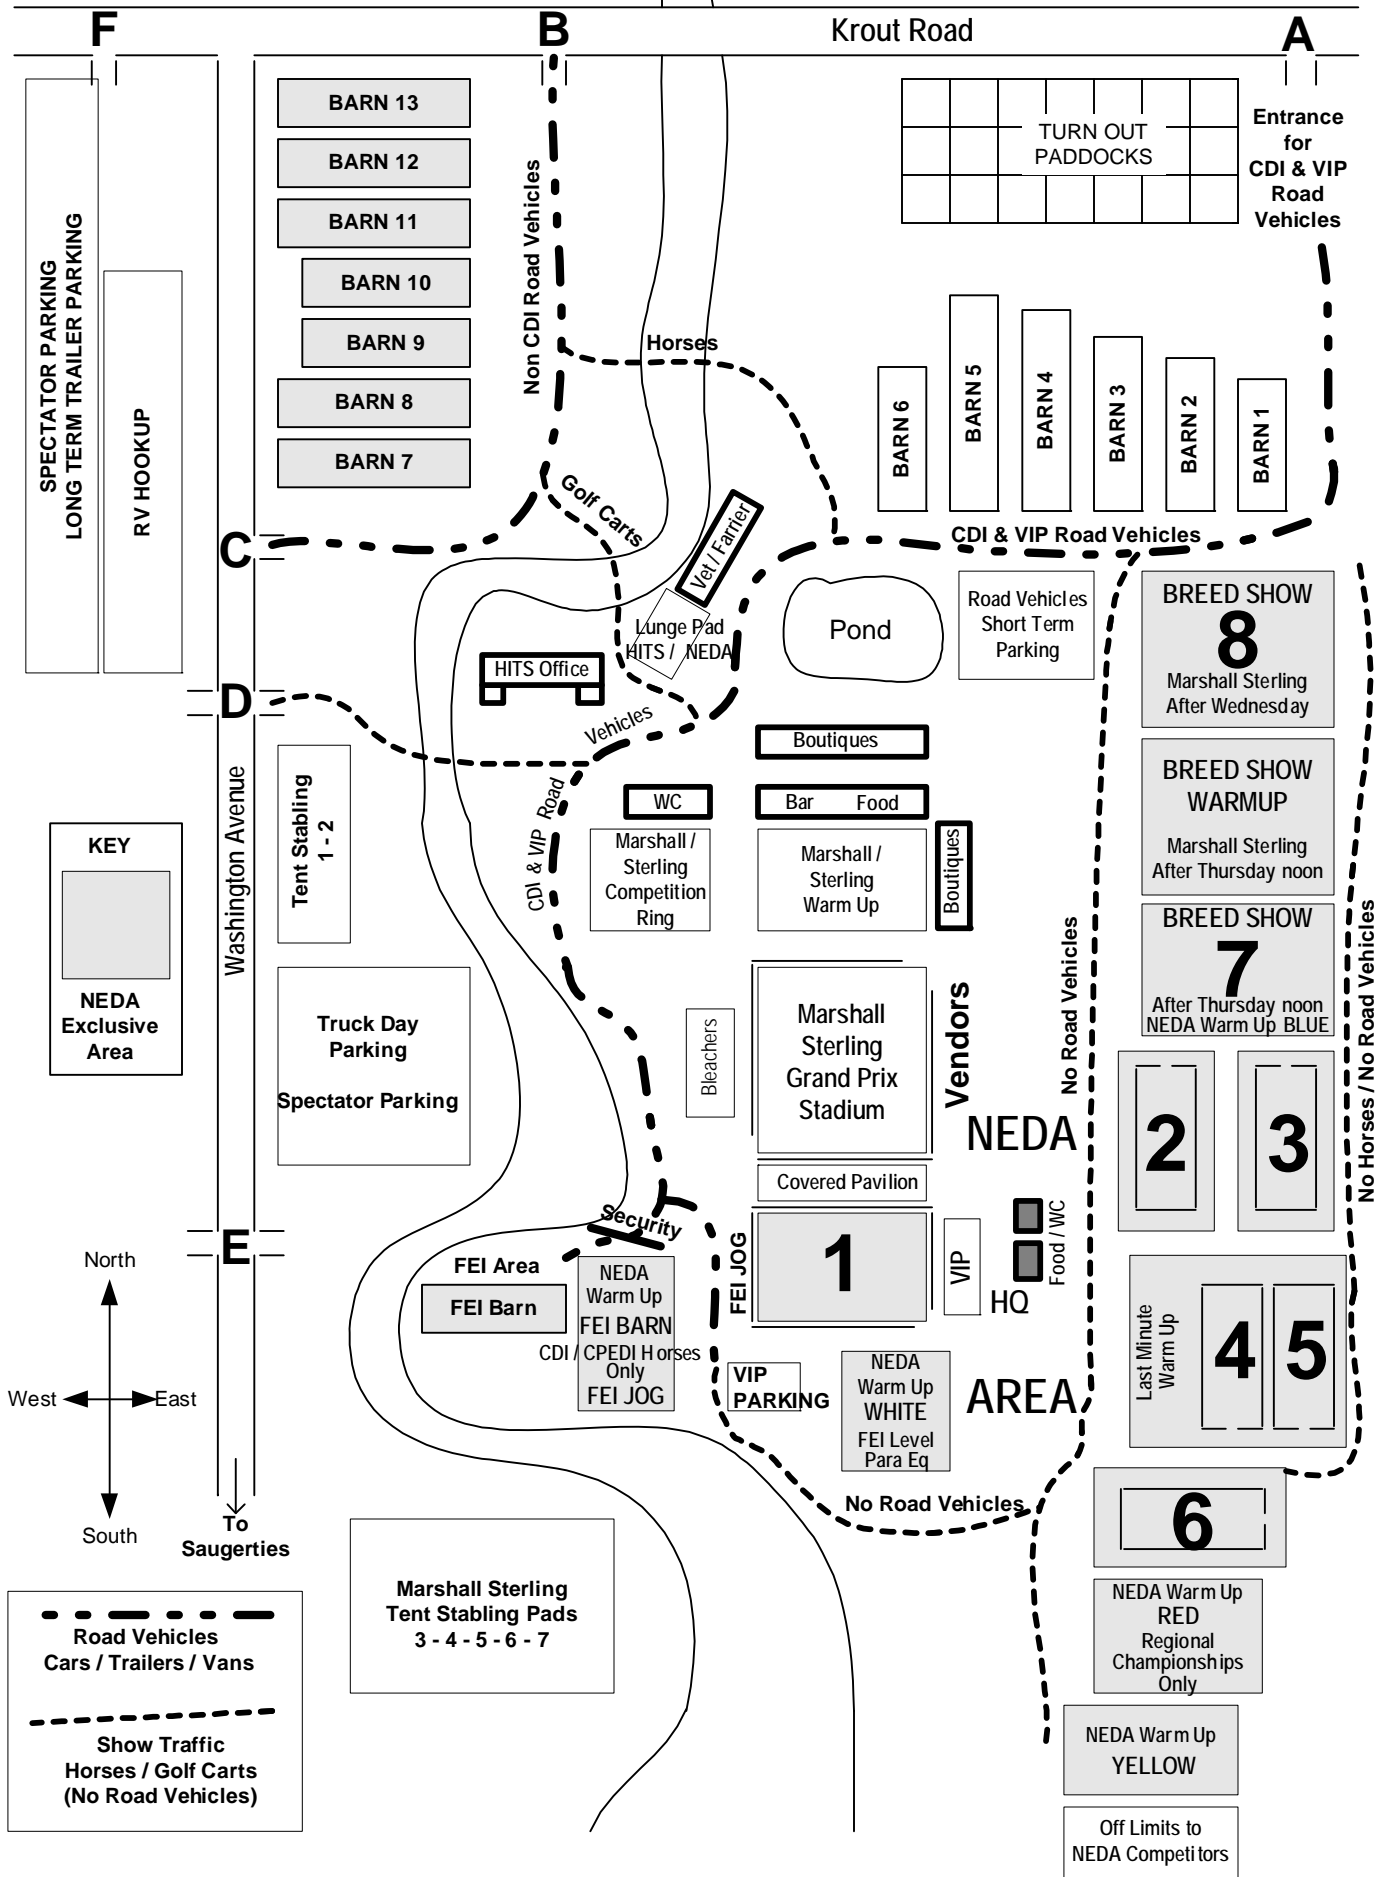 F
B
Krout Road
A
BARN 13
BARN 12
BARN 11
BARN 10
BARN 9
BARN 8
BARN 7
SPECTATOR PARKING
LONG TERM TRAILER PARKING
RV HOOKUP
Non CDI Road Vehicles
TURN OUT
PADDOCKS
Entrance
for
CDI & VIP
Road
Vehicles
Horses
BARN 6
BARN 5
BARN 4
BARN 3
BARN 2
BARN 1
Golf Carts
C
Vet / Farrier
CDI & VIP Road Vehicles
Lunge Pad
HITS / NEDA
Pond
Road Vehicles
Short Term
Parking
BREED SHOW
8
Marshall Sterling
After Wednesday
HITS Office
D
Vehicles
CDI & VIP Road
Boutiques
WC
Bar Food
Boutiques
Washington Avenue
Tent Stabling
1 - 2
KEY
NEDA
Exclusive
Area
Marshall /
Sterling
Competition
Ring
Marshall /
Sterling
Warm Up
BREED SHOW
WARMUP
Marshall Sterling
After Thursday noon
BREED SHOW
7
After Thursday noon
NEDA Warm Up BLUE
No Road Vehicles
No Horses / No Road Vehicles
Truck Day
Parking
Spectator Parking
Bleachers
Marshall
Sterling
Grand Prix
Stadium
Vendors
NEDA
2
3
Covered Pavilion
Security
E
FEI Area
FEI Barn
NEDA
Warm Up
FEI BARN
CDI / CPEDI Horses
Only
FEI JOG
FEI JOG
1
VIP
Food / WC
HQ
Last Minute
Warm Up
4
5
North
West
East
South
VIP
PARKING
NEDA
Warm Up
WHITE
FEI Level
Para Eq
AREA
No Road Vehicles
6
To
Saugerties
Marshall Sterling
Tent Stabling Pads
3 - 4 - 5 - 6 - 7
NEDA Warm Up
RED
Regional
Championships
Only
Road Vehicles
Cars / Trailers / Vans
Show Traffic
Horses / Golf Carts
(No Road Vehicles)
NEDA Warm Up
YELLOW
Off Limits to
NEDA Competitors